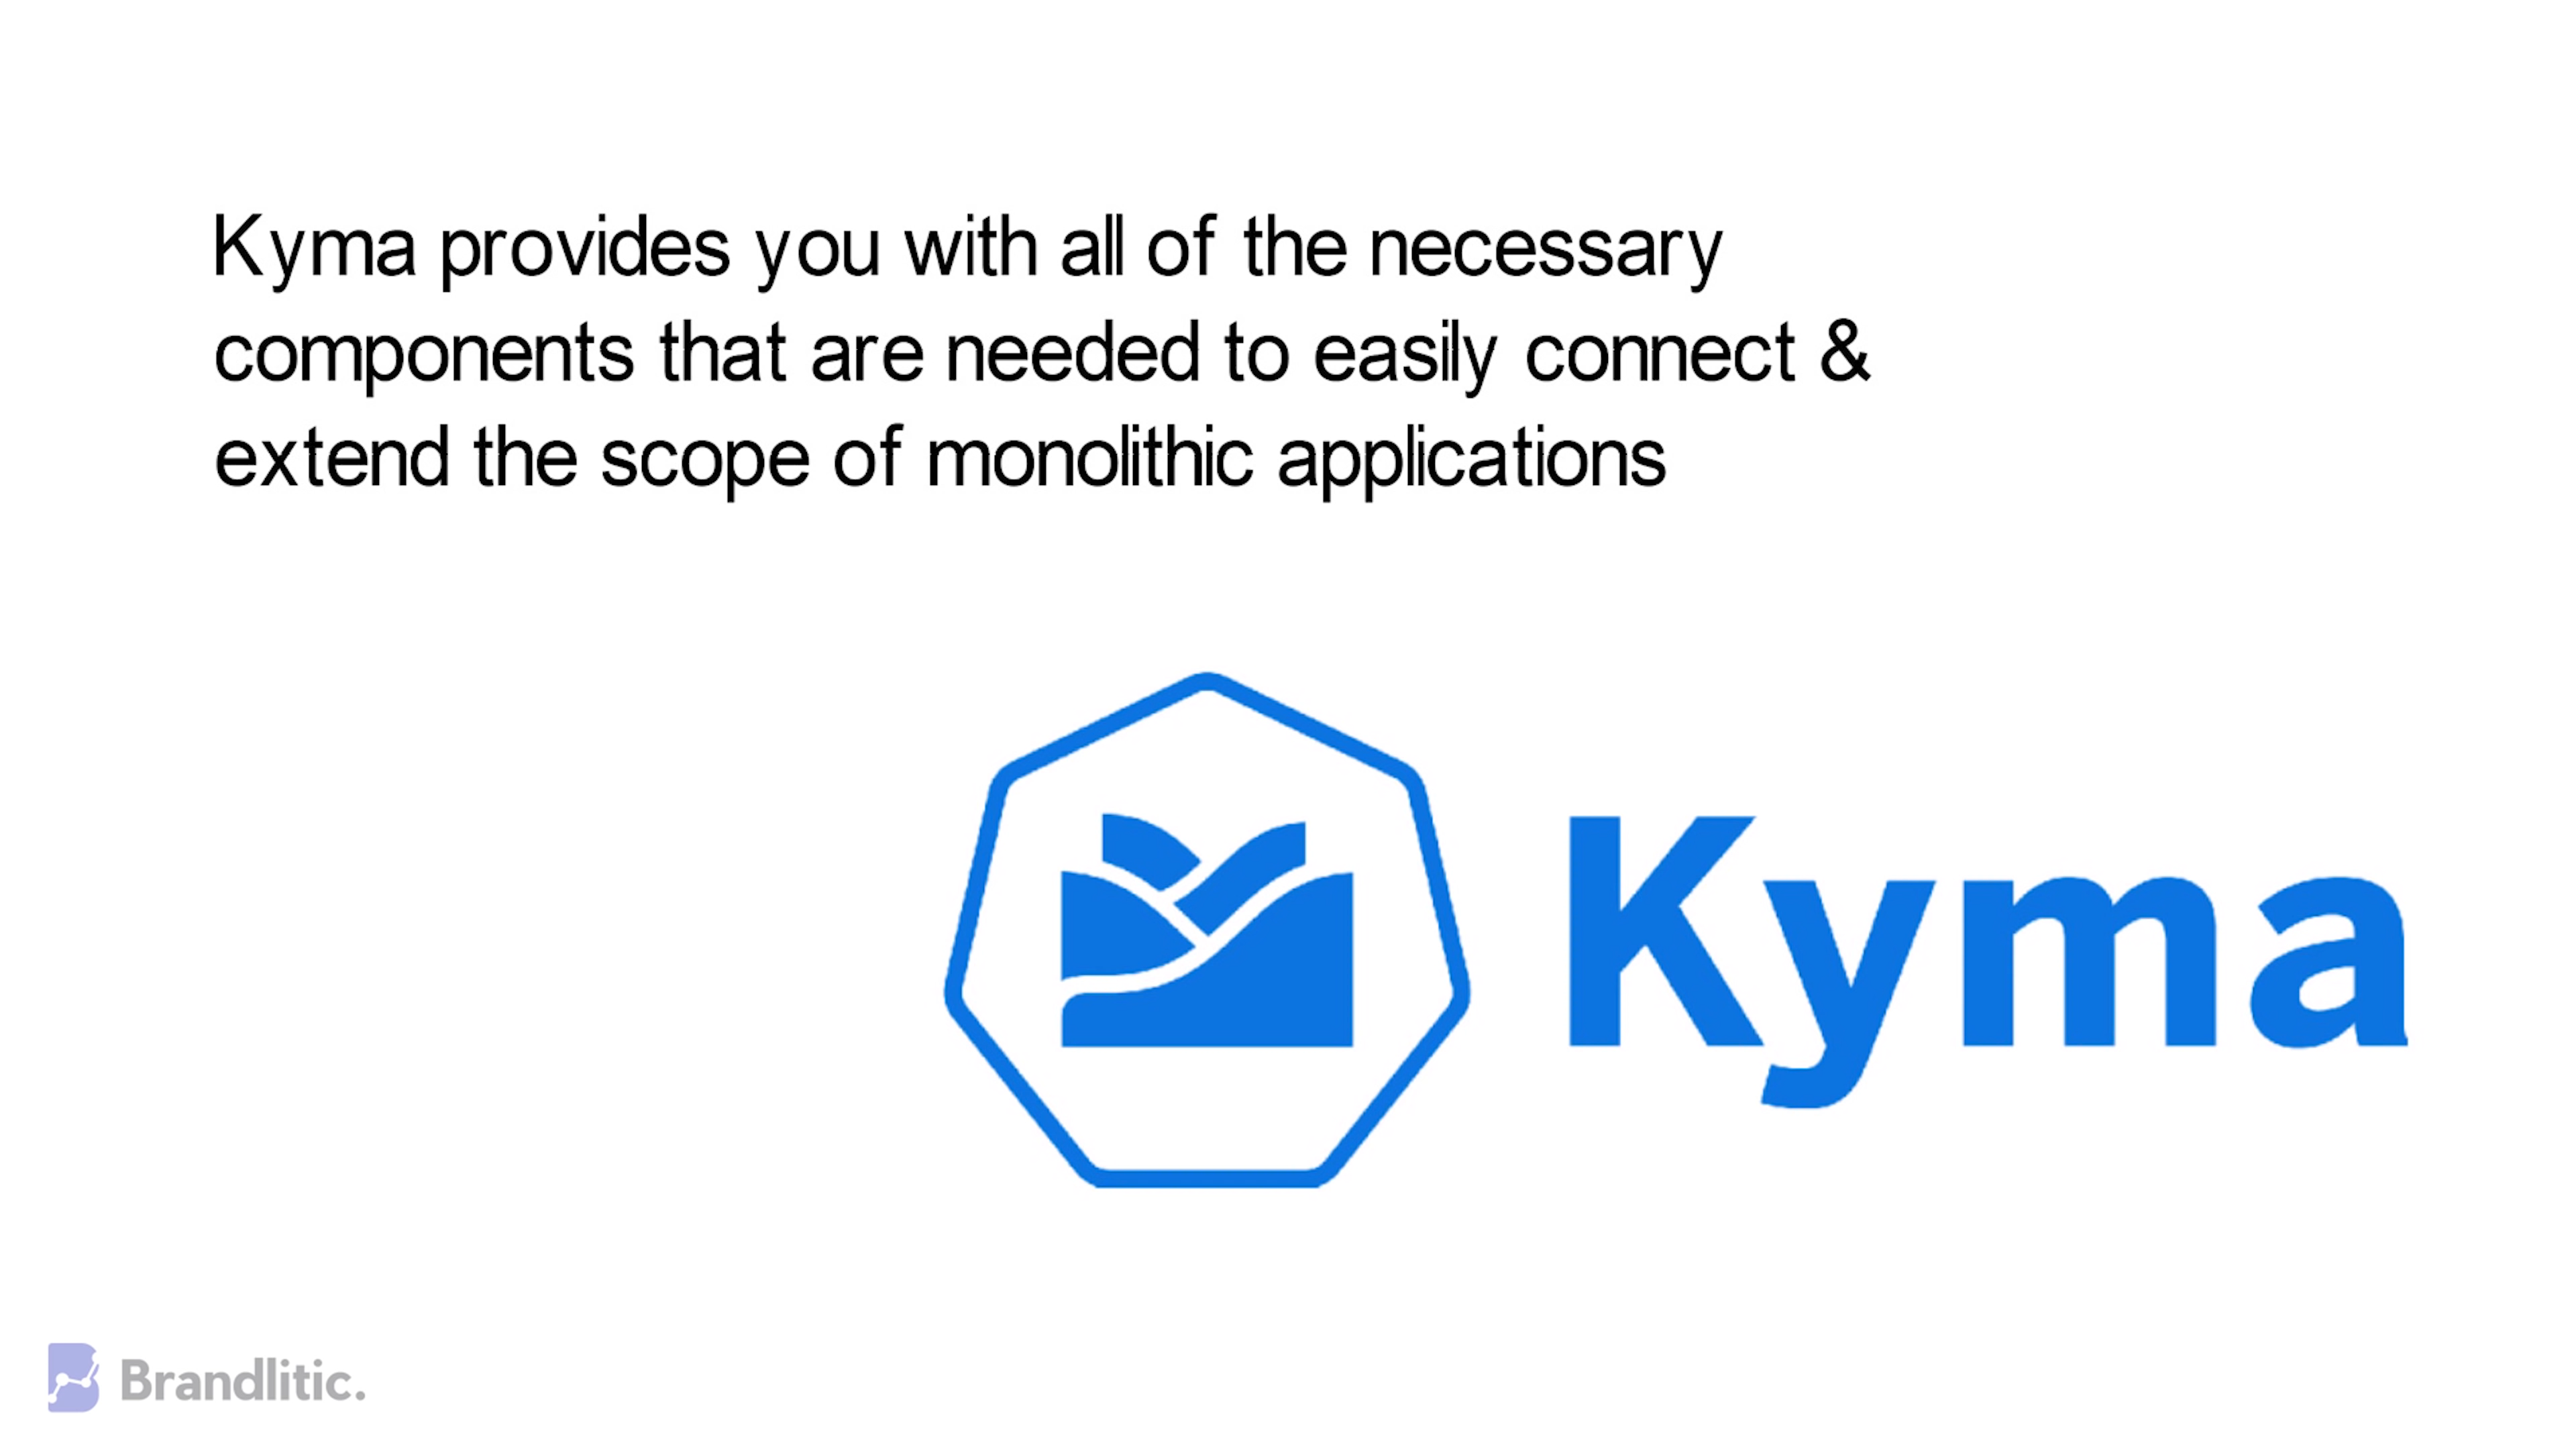 Kyma provides you with all of the necessary
components that are needed to easily connect &
extend the scope of monolithic applications
Kyma
Brandlitic.